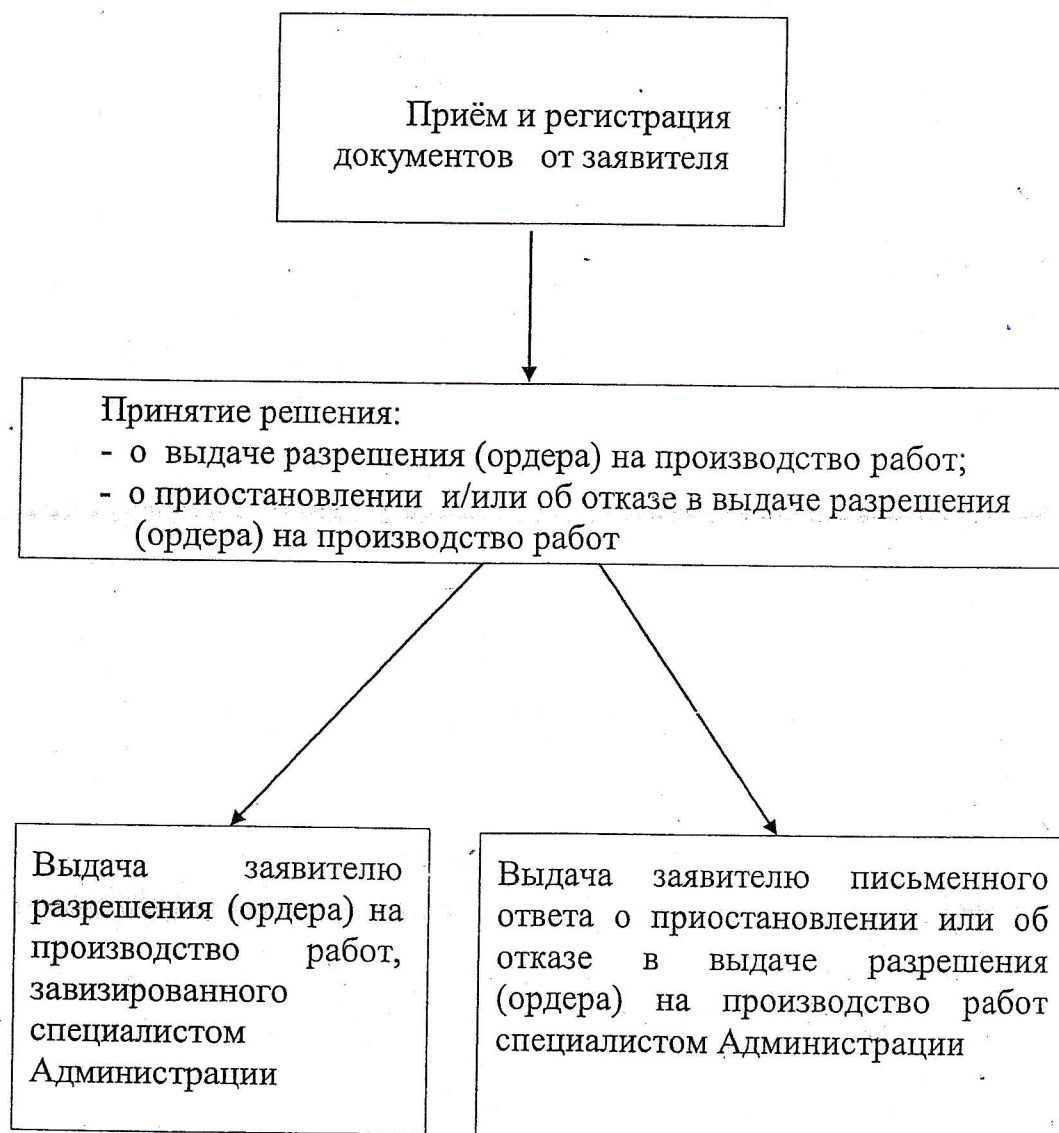 Приём и регистрация
документов от заявителя
Принятие решения:
- о выдаче разрешения (ордера) на производство работ;
- о приостановлении и/или об отказе в выдаче разрешения
(ордера) на производство работ
Выдача заявителю
разрешения (ордера) на
производство работ,
завизированного
специалистом
Администрации
Выдача заявителю письменного
ответа о приостановлении или об
отказе в выдаче разрешения
(ордера) на производство работ
специалистом Администрации